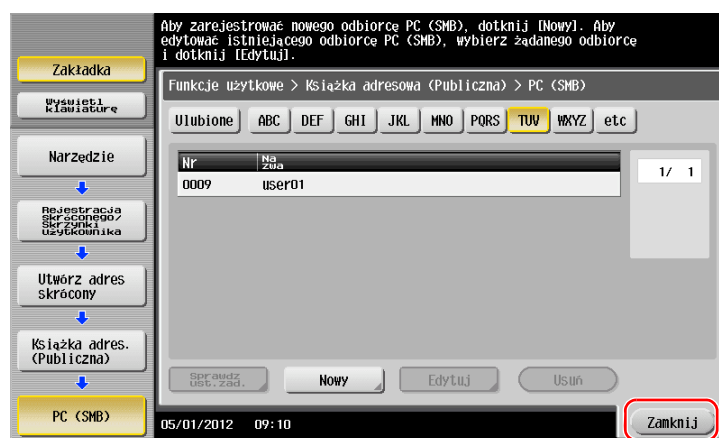 Aby zarejestrować nowego odbiorcę PC (SMB), dotknij [Nowy]. Aby
edytować istniejącego odbiorcę PC (SMB), wybierz żądanego odbiorcę
i dotknij [Edytuj].
Zakładka
Wyświetl
klawiaturę
Narzędzie
Rejestracja
skróconego/
Skrzynki
użytkownika
Utwórz adres
skrócony
Książka adres.
(Publiczna)
PC (SMB)
Funkcje użytkowe > Książka adresowa (Publiczna) > PC (SMB)
Ulubione ABC DEF GHI JKL MNO PQRS TUV WXYZ etc
Nr Na
zwa
0009 user01
1/ 1
Sprawdz
ust.zad.
Nowy Edytuj Usuń
05/01/2012 09:10 Zamknij